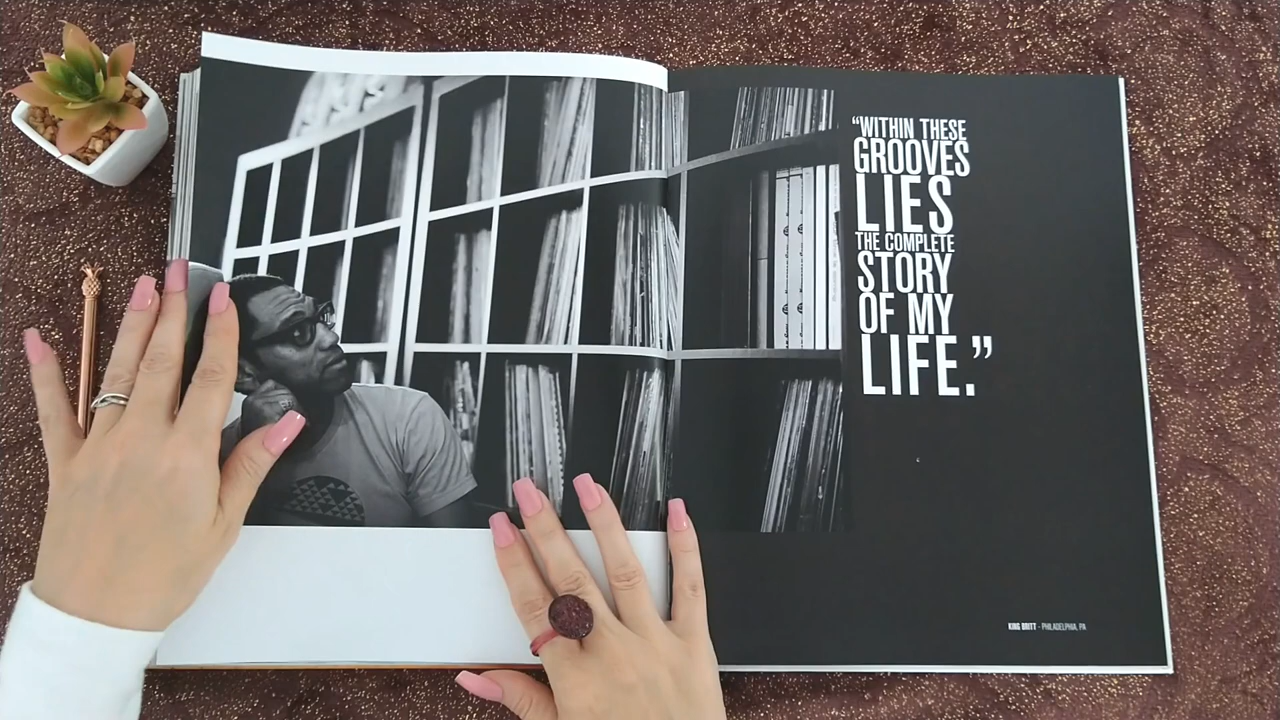 “WITHIN THESE
GROOVES
LIES
THE COMPLETE
STORY
OF MY
LIFE.”
KING BRITT - PHILADELPHIA, PA